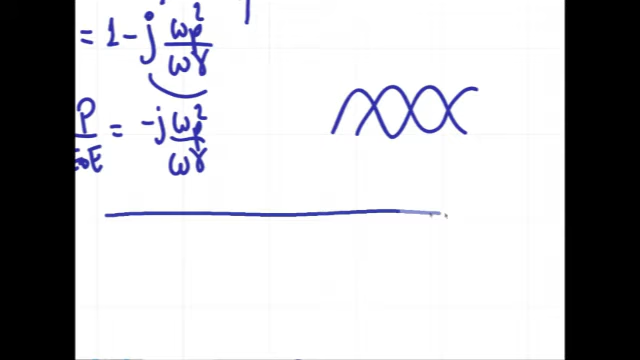 = 1 - j ωp² / ωγ
P / ε₀E = -j ωp² / ωγ